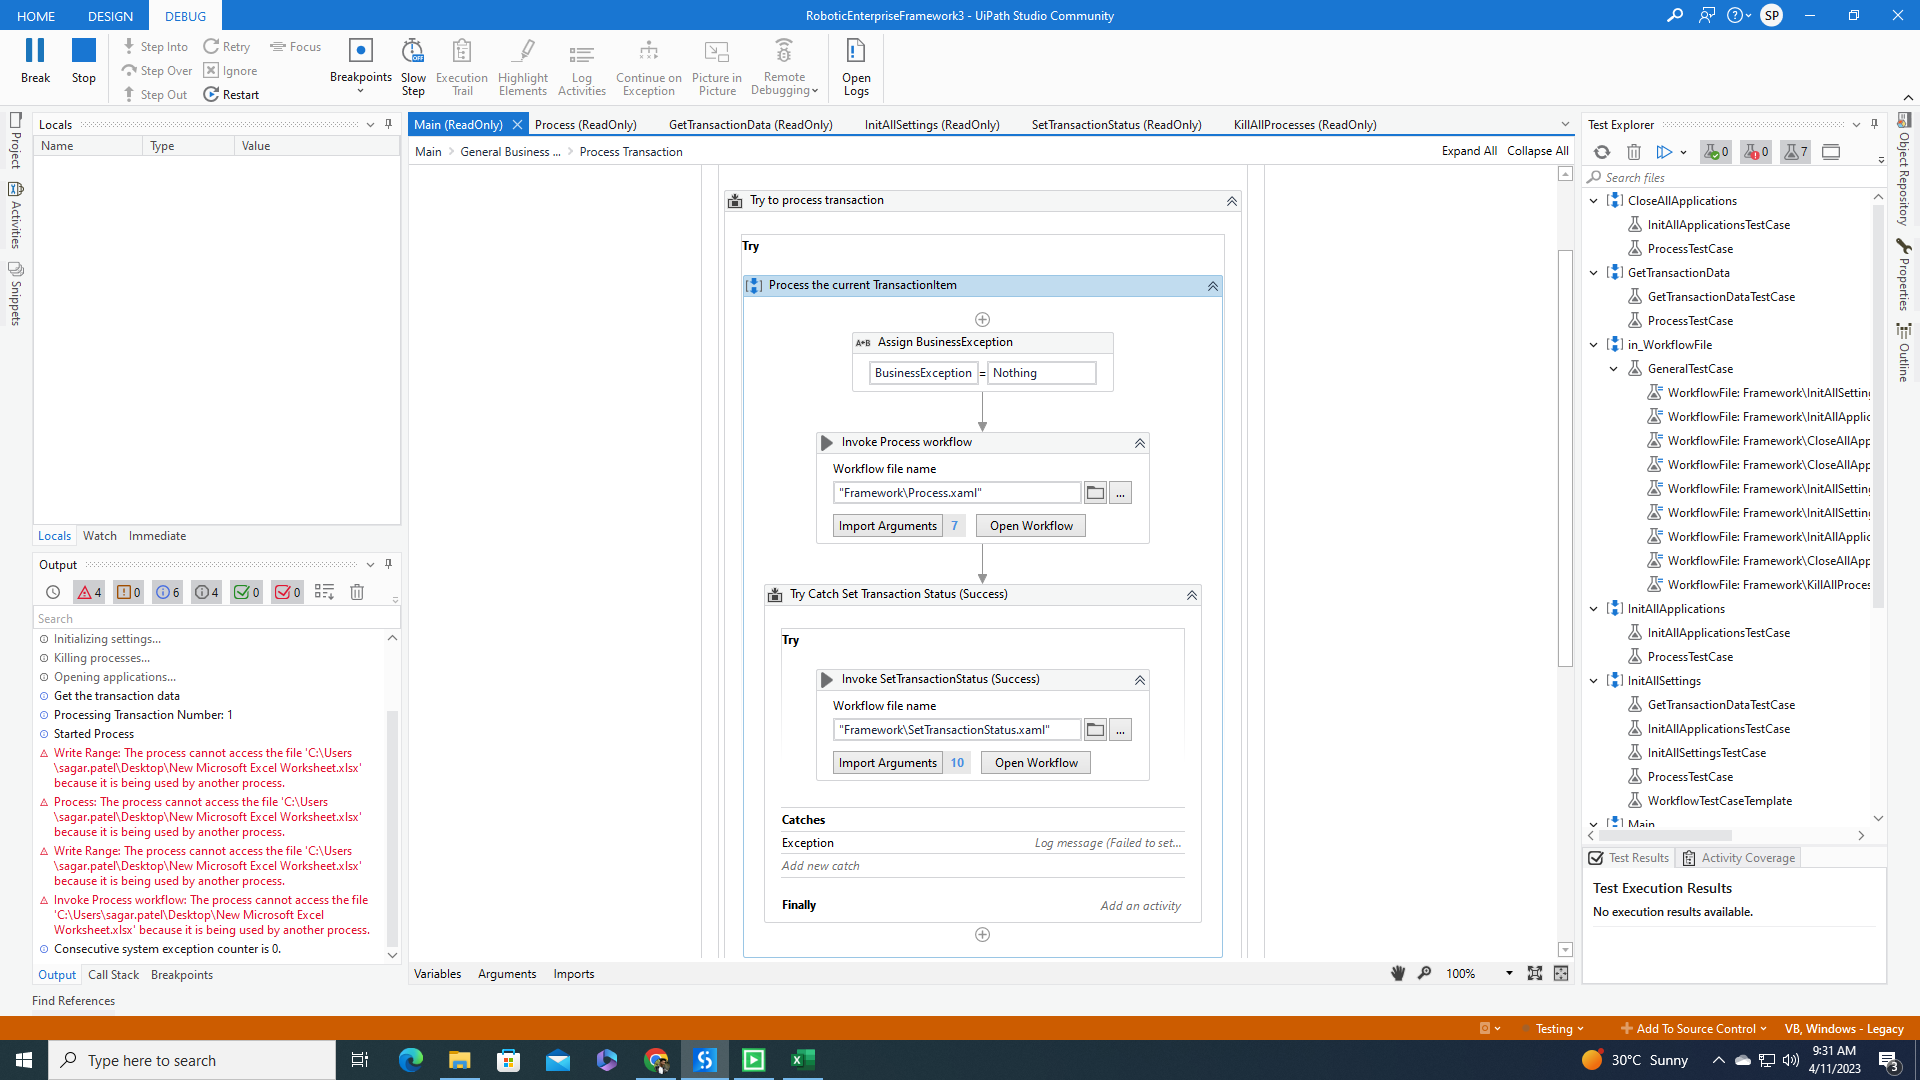 HOME DESIGN DEBUG
RoboticEnterpriseFramework3 - UiPath Studio Community
SP
Break
Stop
Step Into
Step Over
Step Out
Retry
Ignore
Restart
Focus
Breakpoints
Slow
Step
Execution
Trail
Highlight
Elements
Log
Activities
Continue on
Exception
Picture in
Picture
Remote
Debugging
Open
Logs
Project
Activities
Snippets
Locals
Name Type Value
Locals Watch Immediate
Output
4 0 6 4 0 0
Search
Initializing settings...
Killing processes...
Opening applications...
Get the transaction data
Processing Transaction Number: 1
Started Process
Write Range: The process cannot access the file 'C:\Users
\sagar.patel\Desktop\New Microsoft Excel Worksheet.xlsx'
because it is being used by another process.
Process: The process cannot access the file 'C:\Users
\sagar.patel\Desktop\New Microsoft Excel Worksheet.xlsx'
because it is being used by another process.
Write Range: The process cannot access the file 'C:\Users
\sagar.patel\Desktop\New Microsoft Excel Worksheet.xlsx'
because it is being used by another process.
Invoke Process workflow: The process cannot access the file
'C:\Users\sagar.patel\Desktop\New Microsoft Excel
Worksheet.xlsx' because it is being used by another process.
Consecutive system exception counter is 0.
Output Call Stack Breakpoints
Find References
Main (ReadOnly) Process (ReadOnly) GetTransactionData (ReadOnly) InitAllSettings (ReadOnly) SetTransactionStatus (ReadOnly) KillAllProcesses (ReadOnly)
Main General Business ... Process Transaction
Expand All Collapse All
Try to process transaction
Try
Process the current TransactionItem
A+B Assign BusinessException
BusinessException = Nothing
Invoke Process workflow
Workflow file name
"Framework\Process.xaml"
...
Import Arguments 7 Open Workflow
Try Catch Set Transaction Status (Success)
Try
Invoke SetTransactionStatus (Success)
Workflow file name
"Framework\SetTransactionStatus.xaml"
...
Import Arguments 10 Open Workflow
Catches
Exception Log message (Failed to set...
Add new catch
Finally Add an activity
Variables Arguments Imports
100%
Test Explorer
0 0 7
Search files
CloseAllApplications
InitAllApplicationsTestCase
ProcessTestCase
GetTransactionData
GetTransactionDataTestCase
ProcessTestCase
in_WorkflowFile
GeneralTestCase
WorkflowFile: Framework\InitAllSetting
WorkflowFile: Framework\InitAllApplic
WorkflowFile: Framework\CloseAllApp
WorkflowFile: Framework\CloseAllApp
WorkflowFile: Framework\InitAllSetting
WorkflowFile: Framework\InitAllSetting
WorkflowFile: Framework\InitAllApplic
WorkflowFile: Framework\CloseAllApp
WorkflowFile: Framework\KillAllProces
InitAllApplications
InitAllApplicationsTestCase
ProcessTestCase
InitAllSettings
GetTransactionDataTestCase
InitAllApplicationsTestCase
InitAllSettingsTestCase
ProcessTestCase
WorkflowTestCaseTemplate
Main
Test Results Activity Coverage
Test Execution Results
No execution results available.
Object Repository
Properties
Outline
Testing Add To Source Control VB, Windows - Legacy
Type here to search
30°C Sunny
9:31 AM
4/11/2023
3